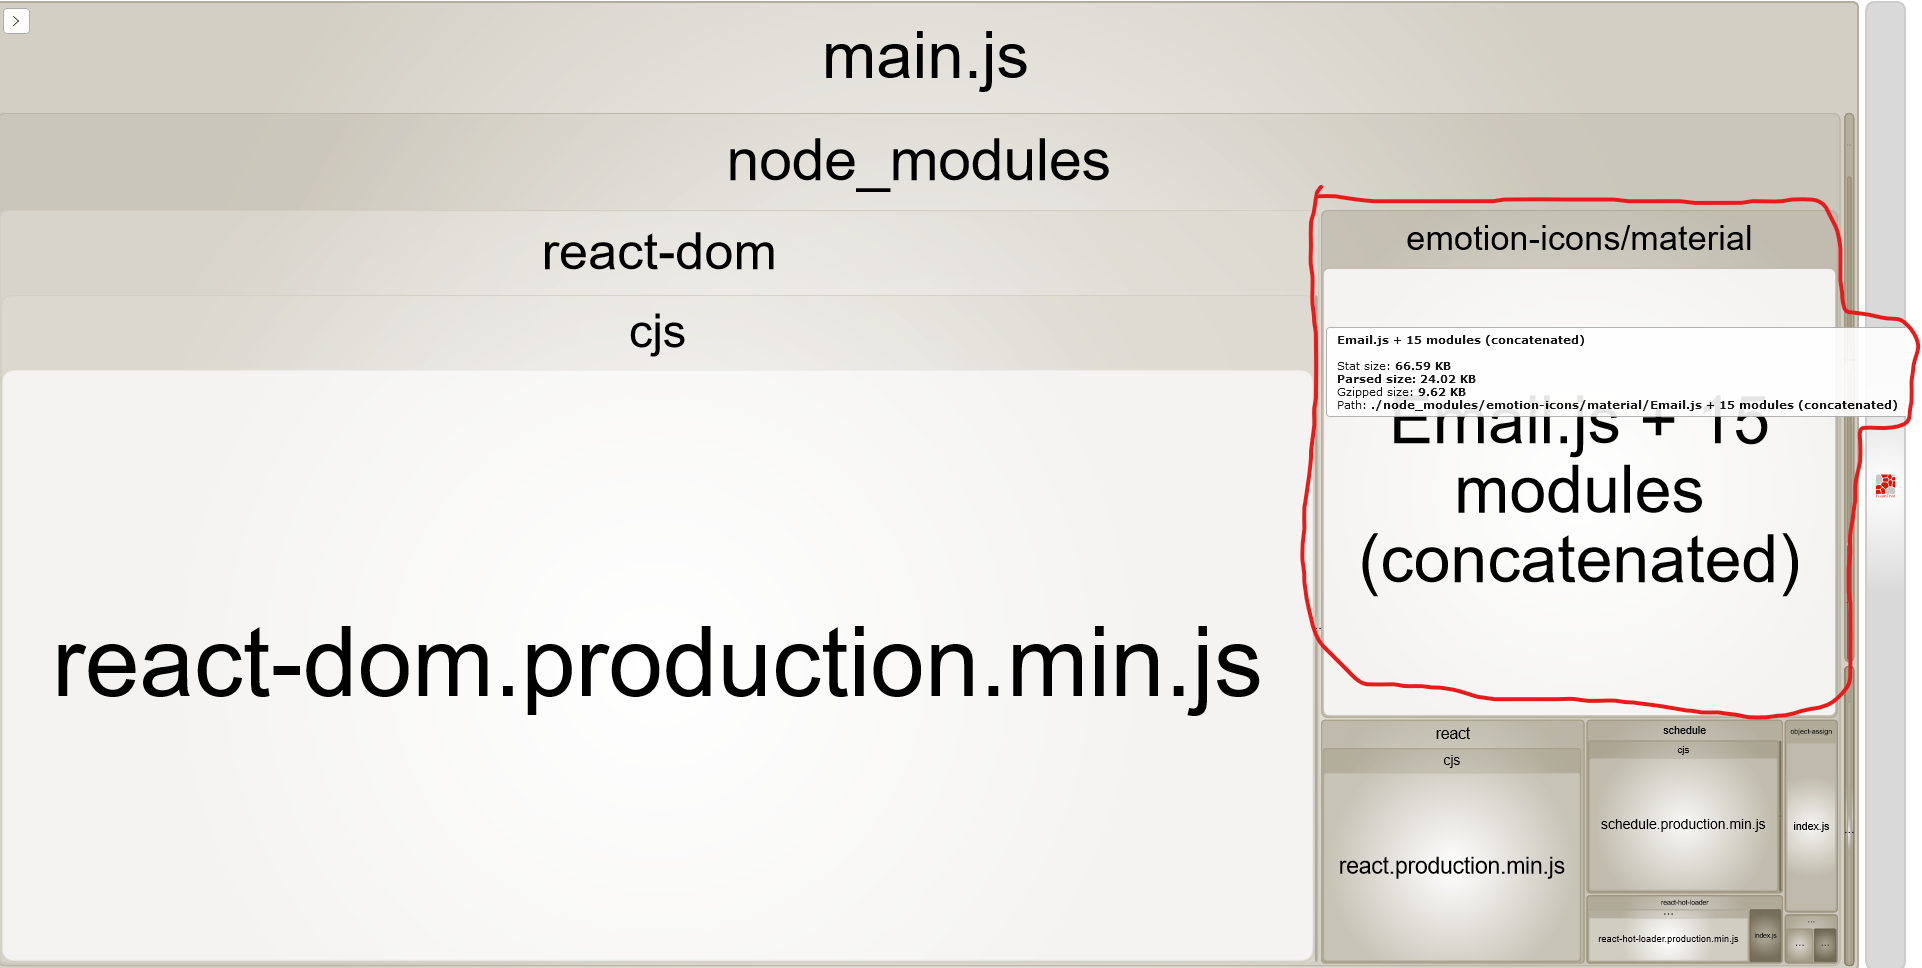 main.js
node_modules
react-dom
emotion-icons/material
cjs
Email.js + 15 modules (concatenated)
Stat size: 66.59 KB
Parsed size: 24.02 KB
Gzipped size: 9.62 KB
Path: ./node_modules/emotion-icons/material/Email.js + 15 modules (concatenated)
Email.js + 15
modules
(concatenated)
react-dom.production.min.js
react
cjs
react.production.min.js
schedule
cjs
schedule.production.min.js
object-assign
index.js
react-hot-loader
...
react-hot-loader.production.min.js
index.js
...
...
...